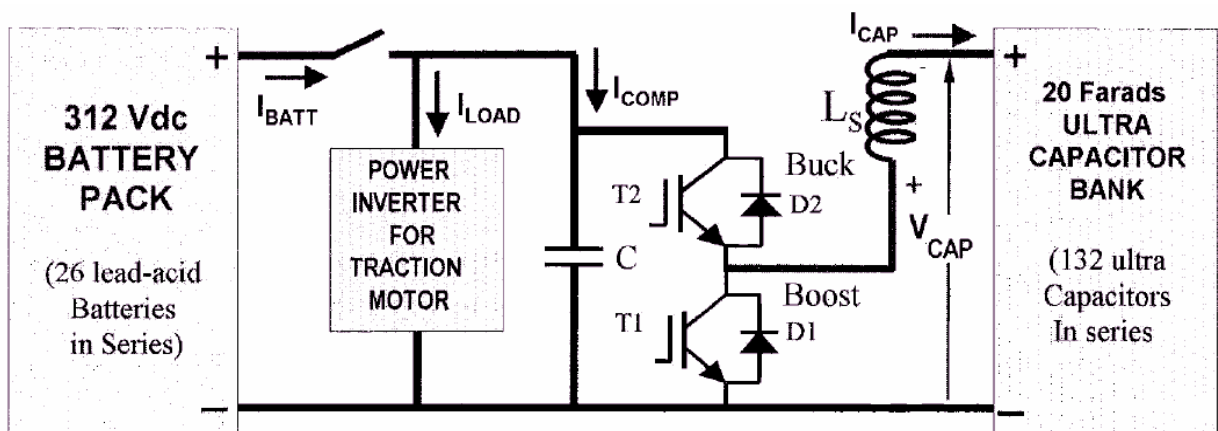 +
312 Vdc
BATTERY
PACK
(26 lead-acid
Batteries
in Series)
−
I_BATT
I_LOAD
POWER
INVERTER
FOR
TRACTION
MOTOR
I_COMP
C
T2
Buck
D2
Boost
T1
D1
I_CAP
L_S
+
V_CAP
-
+
20 Farads
ULTRA
CAPACITOR
BANK
(132 ultra
Capacitors
In series)
−